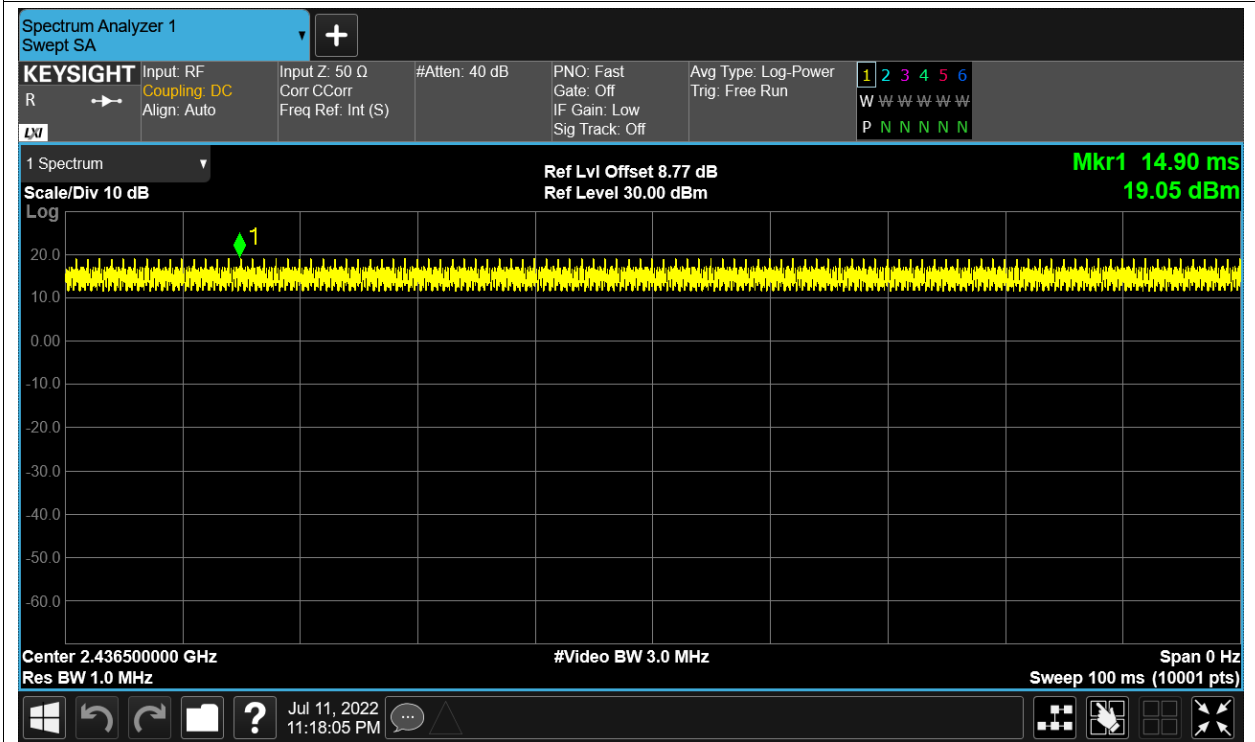 Spectrum Analyzer 1
Swept SA
▼
+
KEYSIGHT
R
LXI
Input: RF
Coupling: DC
Align: Auto
Input Z: 50 Ω
Corr CCorr
Freq Ref: Int (S)
#Atten: 40 dB
PNO: Fast
Gate: Off
IF Gain: Low
Sig Track: Off
Avg Type: Log-Power
Trig: Free Run
1 2 3 4 5 6
W W W W W W
P N N N N N
1 Spectrum
▼
Scale/Div 10 dB
Log
Ref Lvl Offset 8.77 dB
Ref Level 30.00 dBm
Mkr1 14.90 ms
19.05 dBm
1
20.0
10.0
0.00
-10.0
-20.0
-30.0
-40.0
-50.0
-60.0
Center 2.436500000 GHz
#Video BW 3.0 MHz
Span 0 Hz
Res BW 1.0 MHz
Sweep 100 ms (10001 pts)
?
Jul 11, 2022
11:18:05 PM